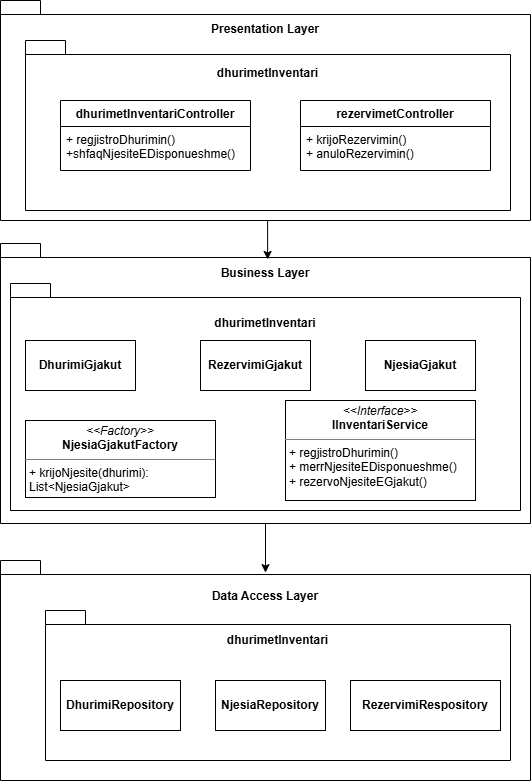 Presentation Layer
dhurimetInventari
dhurimetInventariController
+ regjistroDhurimin()
+shfaqNjesiteEDisponueshme()
rezervimetController
+ krijoRezervimin()
+ anuloRezervimin()
Business Layer
dhurimetInventari
DhurimiGjakut
RezervimiGjakut
NjesiaGjakut
<<Factory>>
NjesiaGjakutFactory
+ krijoNjesite(dhurimi):
List<NjesiaGjakut>
<<Interface>>
IInventariService
+ regjistroDhurimin()
+ merrNjesiteEDisponueshme()
+ rezervoNjesiteEGjakut()
Data Access Layer
dhurimetInventari
DhurimiRepository
NjesiaRepository
RezervimiRespository